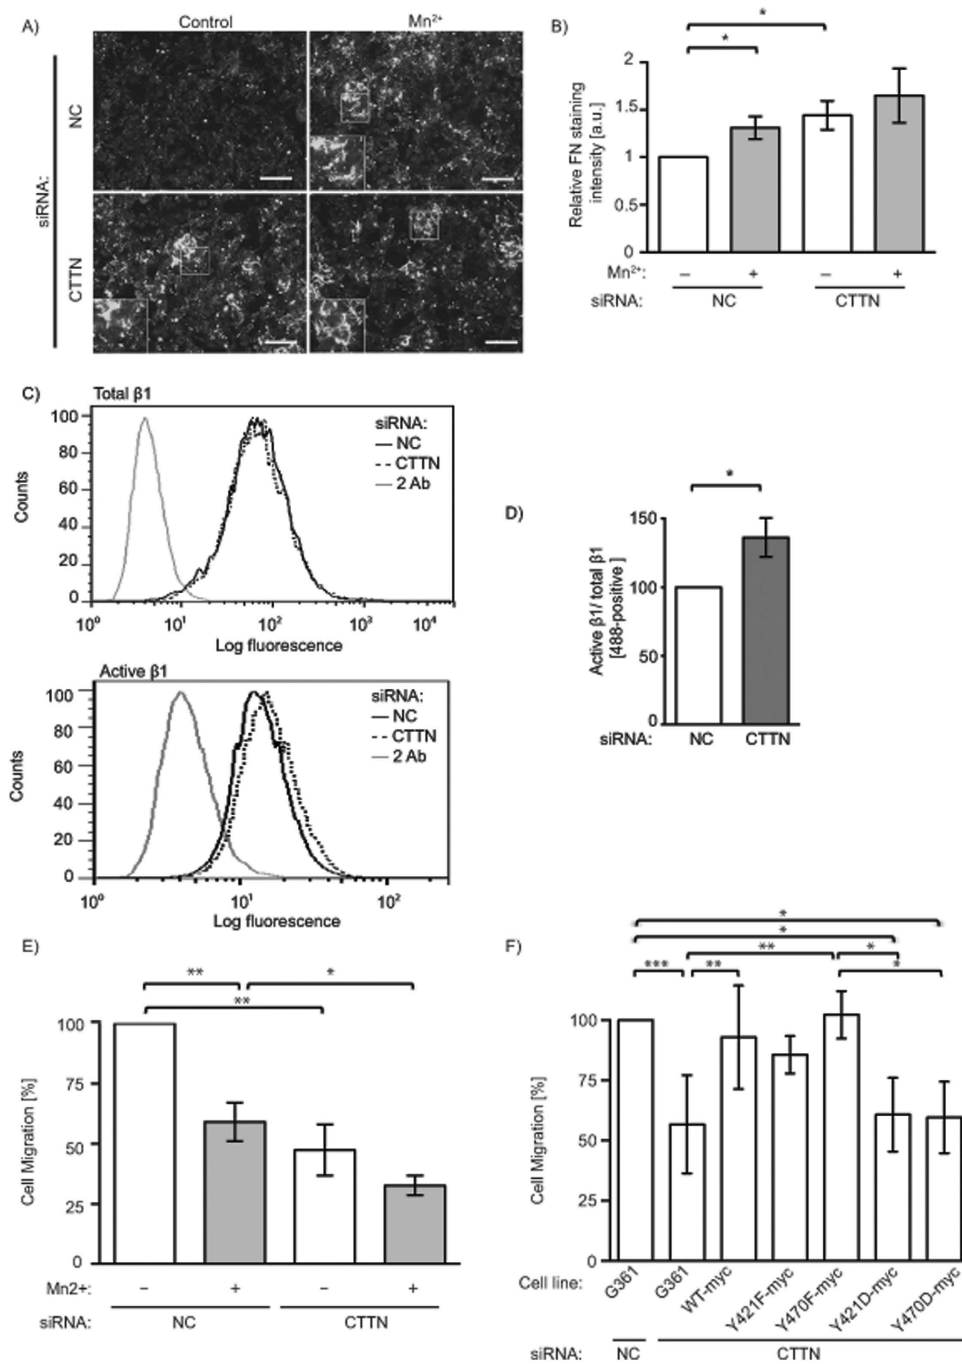 A)
Control
Mn²⁺
siRNA:
NC
CTTN
B)
*
*
Relative FN staining
intensity [a.u.]
2
1.5
1
0.5
0
Mn²⁺: – + – +
siRNA: NC CTTN
C)
Total β1
Counts
100
80
60
40
20
0
siRNA:
NC
CTTN
2 Ab
10⁰ 10¹ 10² 10³ 10⁴
Log fluorescence
Active β1
Counts
100
80
60
40
20
0
siRNA:
NC
CTTN
2 Ab
10⁰ 10¹ 10²
Log fluorescence
D)
*
Active β1/ total β1
[488-positive ]
150
100
50
0
siRNA: NC CTTN
E)
** *
**
Cell Migration [%]
100
75
50
25
0
Mn2+: – + – +
siRNA: NC CTTN
F)
*
*
** *
*** ** *
Cell Migration [%]
100
75
50
25
0
Cell line: G361 G361 WT-myc Y421F-myc Y470F-myc Y421D-myc Y470D-myc
siRNA: NC CTTN